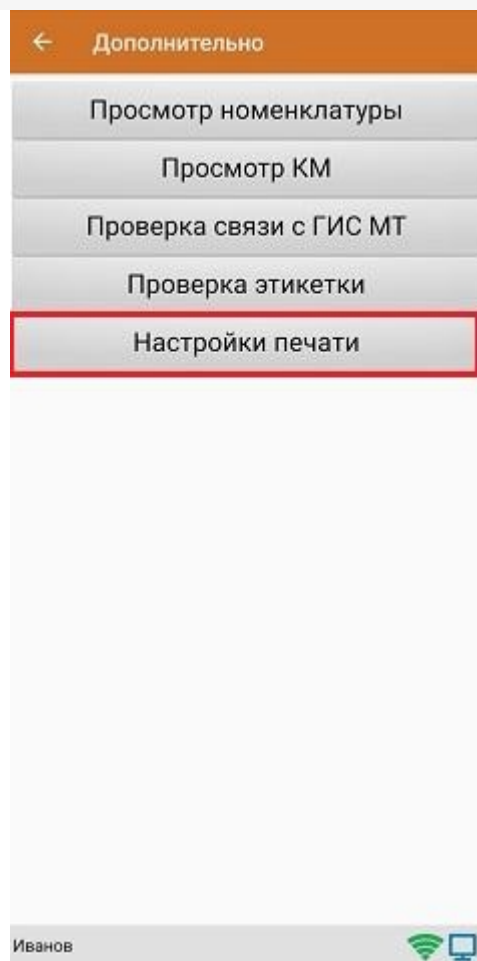 Дополнительно
Просмотр номенклатуры
Просмотр КМ
Проверка связи с ГИС МТ
Проверка этикетки
Настройки печати
Иванов